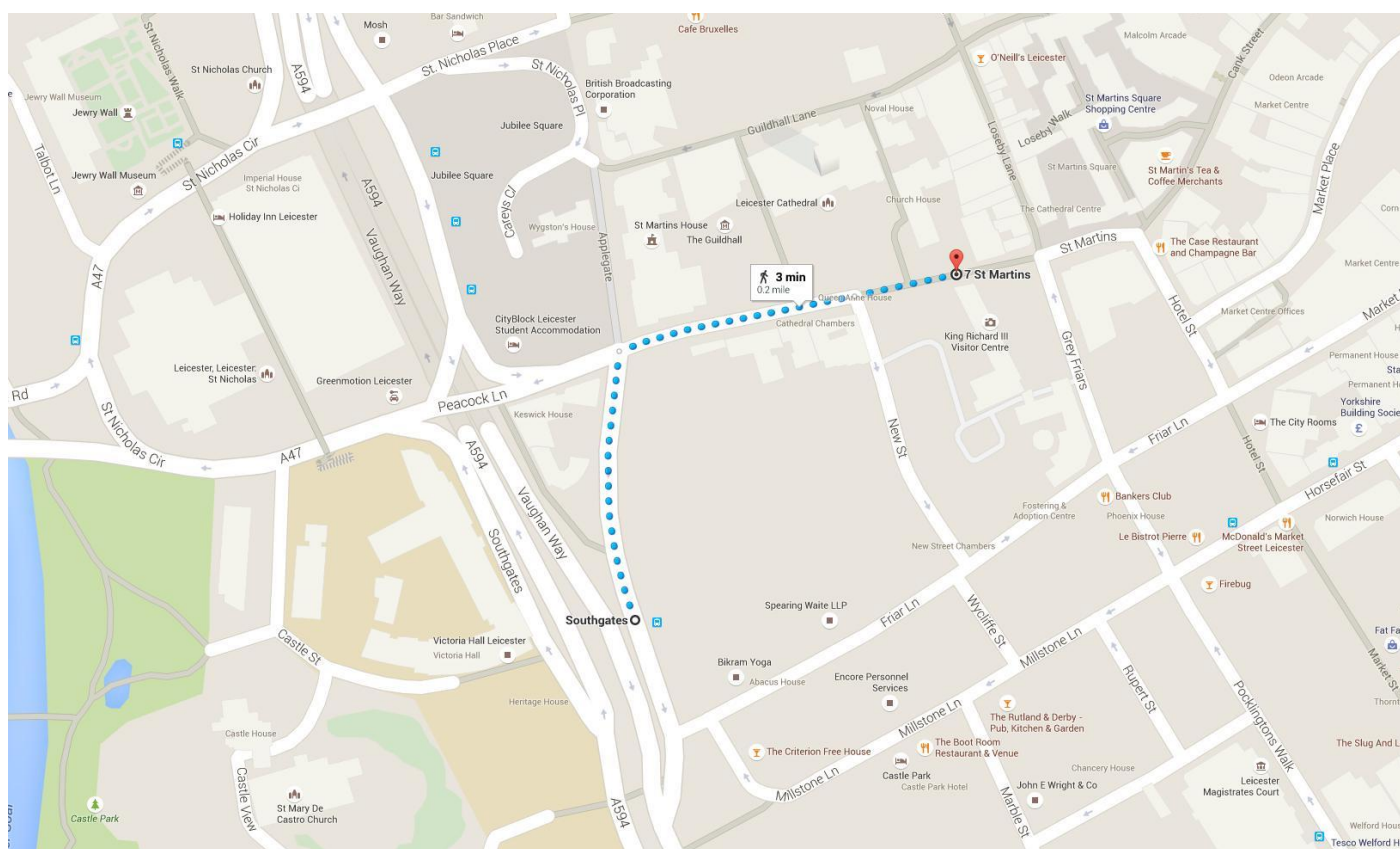 Mosh
Bar Sandwich
Cafe Bruxelles
St Nicholas Walk
St Nicholas Church
A594
St. Nicholas Place
St Nicholas Pl
British Broadcasting
Corporation
O'Neill's Leicester
Malcolm Arcade
Cank Street
Odeon Arcade
Jewry Wall Museum
Jewry Wall
Jubilee Square
Guildhall Lane
Noval House
Loseby Lane
Loseby Walk
St Martins Square
Shopping Centre
Market Centre
Talbot Ln
St Nicholas Cir
Jewry Wall Museum
Imperial House
St Nicholas Ci
Jubilee Square
St Martins Square
St Martin's Tea &
Coffee Merchants
Market Place
Holiday Inn Leicester
A594
Careys Cl
Wygston's House
Applegate
Leicester Cathedral
St Martins House
The Guildhall
Church House
The Cathedral Centre
Corn
A47
Vaughan Way
St Martins
The Case Restaurant
and Champagne Bar
Market Centre
3 min
0.2 mile
7 St Martins
Queen Anne House
Cathedral Chambers
CityBlock Leicester
Student Accommodation
King Richard III
Visitor Centre
Hotel St
Market Centre Offices
Market
Leicester, Leicester,
St Nicholas
Greenmotion Leicester
Grey Friars
Permanent House
Sta
Permanent H
Rd
Peacock Ln
Keswick House
St Nicholas Cir
New St
Friar Ln
Yorkshire
Building Socie
The City Rooms
A47
A594
Hotel St
Horsefair St
Vaughan Way
Southgates
Fostering &
Adoption Centre
Bankers Club
Phoenix House
Norwich House
New Street Chambers
Le Bistrot Pierre
McDonald's Market
Street Leicester
Firebug
Southgates
Spearing Waite LLP
Friar Ln
Wycliffe St
Millstone Ln
Fat Fa
Castle St
Victoria Hall Leicester
Victoria Hall
Bikram Yoga
Abacus House
Encore Personnel
Services
Rupert St
Pocklingtons Walk
Market St
Heritage House
Millstone Ln
The Rutland & Derby -
Pub, Kitchen & Garden
Thornt
Castle House
The Criterion Free House
The Boot Room
Restaurant & Venue
The Slug And L
Castle View
Castle Park
Castle Park Hotel
Chancery House
Millstone Ln
John E Wright & Co
Leicester
Magistrates Court
Castle Park
St Mary De
Castro Church
A594
Marble St
Welford Hous
Tesco Welford H